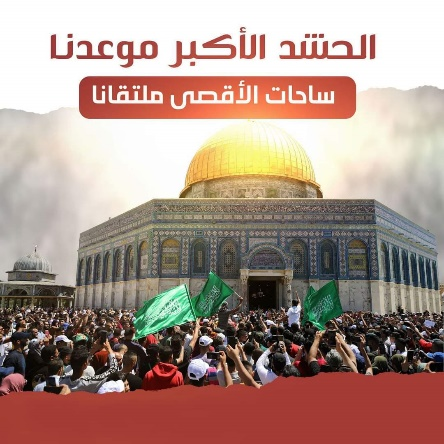 الحشد الأكبر موعدنا
ساحات الأقصى ملتقانا